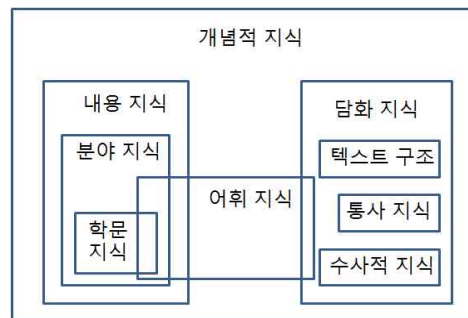 개념적 지식
내용 지식
담화 지식
분야 지식
텍스트 구조
어휘 지식
통사 지식
학문
지식
수사적 지식